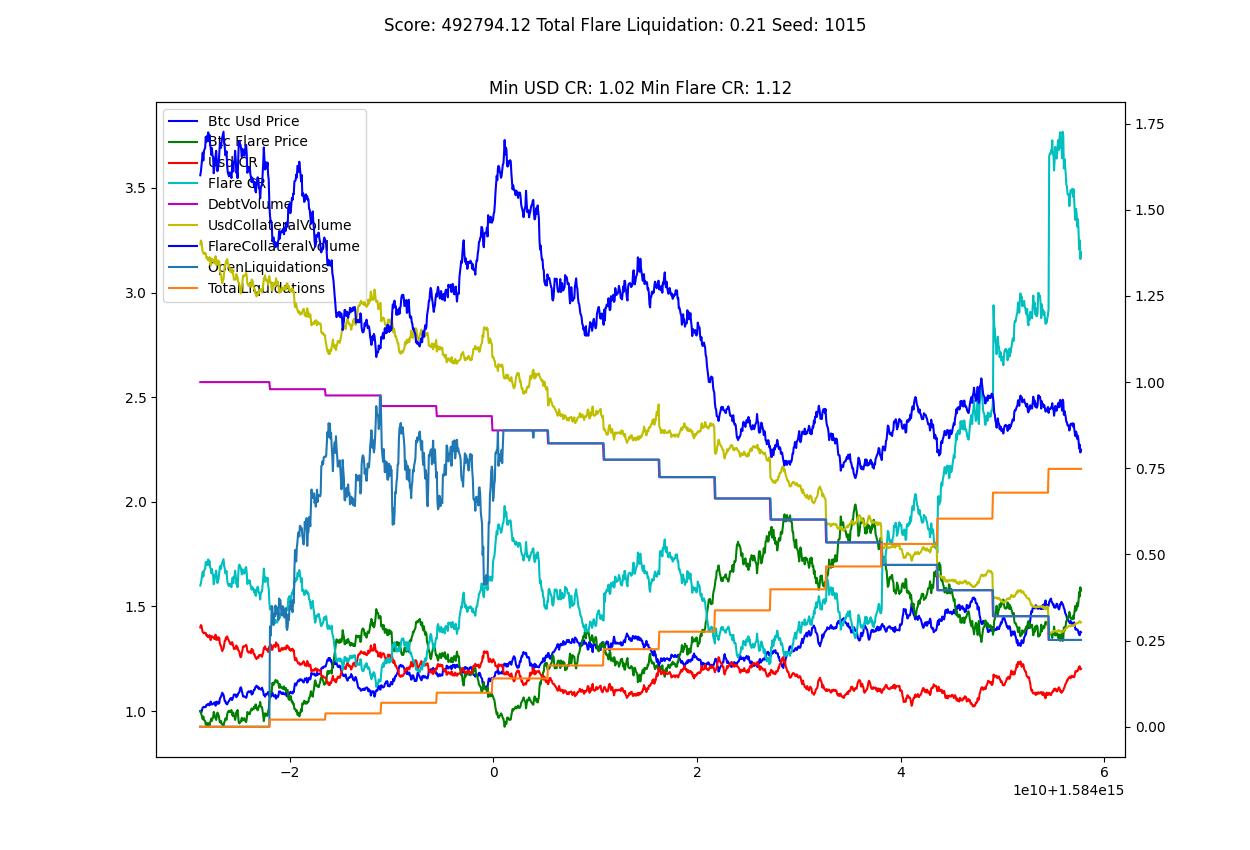 Score: 492794.12 Total Flare Liquidation: 0.21 Seed: 1015
Min USD CR: 1.02 Min Flare CR: 1.12
Btc Usd Price
Btc Flare Price
Usd CR
Flare CR
DebtVolume
UsdCollateralVolume
FlareCollateralVolume
OpenLiquidations
TotalLiquidations
3.5
3.0
2.5
2.0
1.5
1.0
1.75
1.50
1.25
1.00
0.75
0.50
0.25
0.00
−2
0
2
4
6
1e10+1.584e15